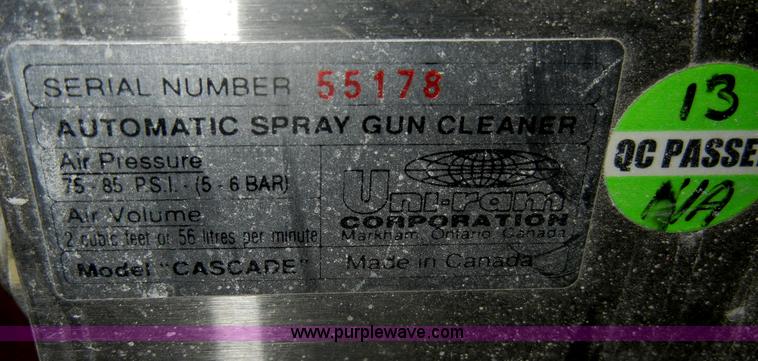 SERIAL NUMBER 55178
AUTOMATIC SPRAY GUN CLEANER
Air Pressure
75 - 85 P.S.I. - (5 - 6 BAR)
Air Volume
2 cubic feet or 56 litres per minute
Model "CASCADE"
Uni-ram
CORPORATION
Markham, Ontario, Canada
Made in Canada
13
QC PASSE
N/A
www.purplewave.com